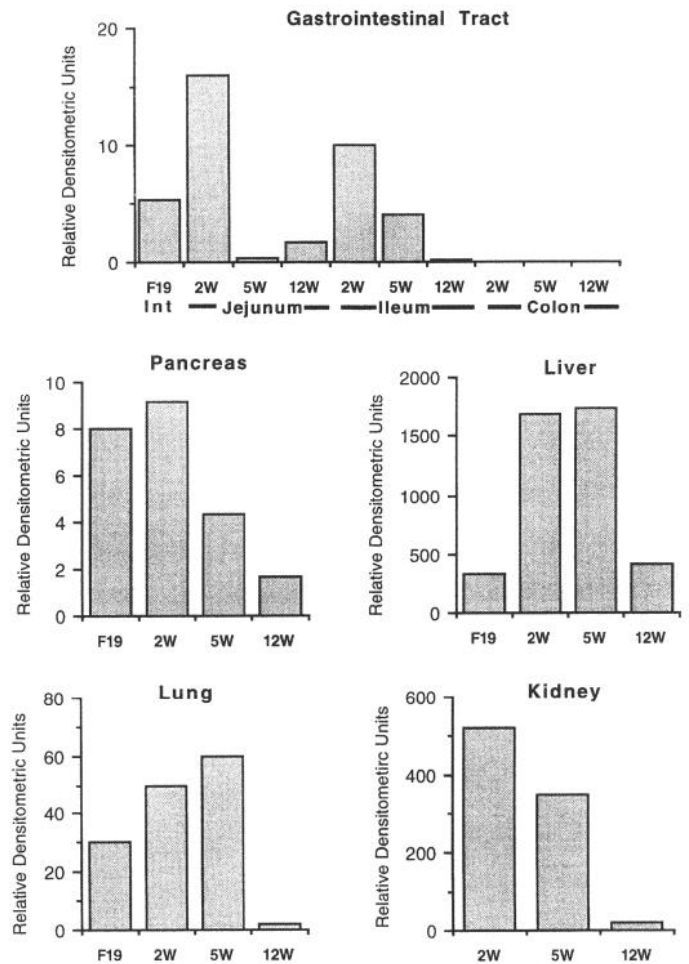 Gastrointestinal Tract
Relative Densitometric Units
20
10
0
F19 2W 5W 12W 2W 5W 12W 2W 5W 12W
Int Jejunum Ileum Colon
Pancreas
Relative Densitometric Units
10
8
6
4
2
0
F19 2W 5W 12W
Liver
Relative Densitometric Units
2000
1500
1000
500
0
F19 2W 5W 12W
Lung
Relative Densitometric Units
80
60
40
20
0
F19 2W 5W 12W
Kidney
Relative Densitometirc Units
600
400
200
0
2W 5W 12W